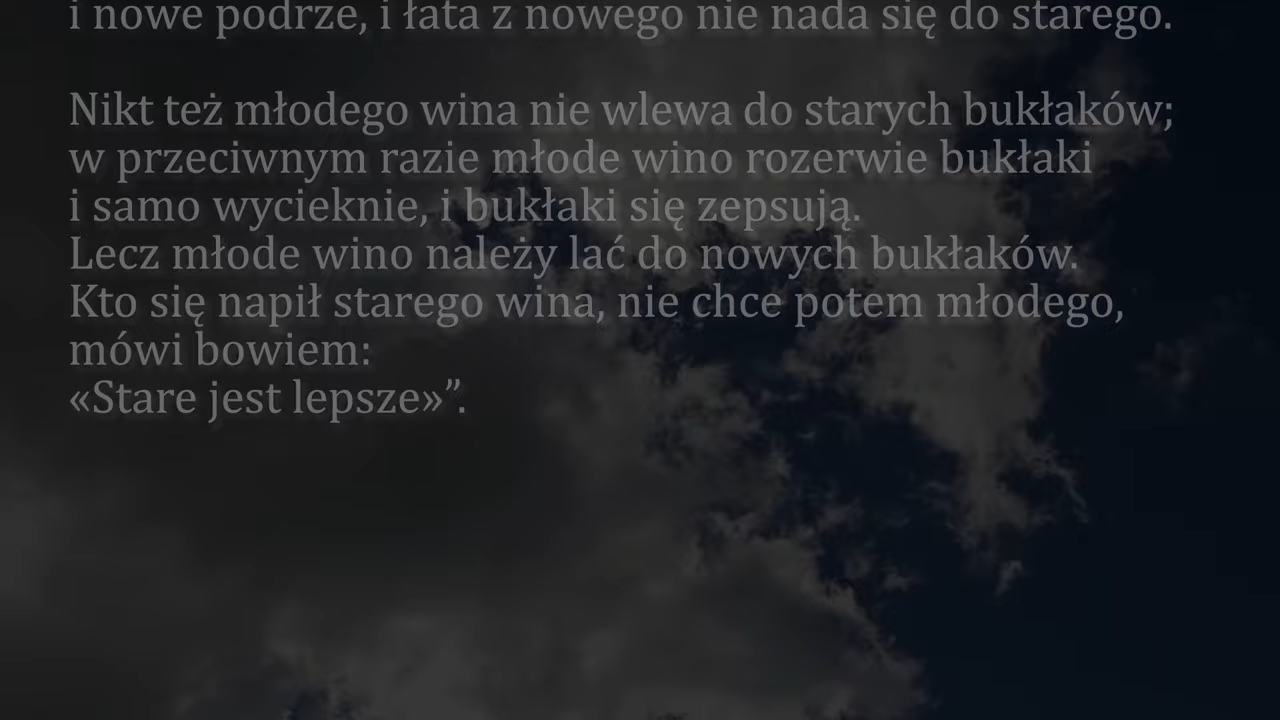 i nowe podrze, i łata z nowego nie nada się do starego.
Nikt też młodego wina nie wlewa do starych bukłaków;
w przeciwnym razie młode wino rozerwie bukłaki
i samo wycieknie, i bukłaki się zepsują.
Lecz młode wino należy lać do nowych bukłaków.
Kto się napił starego wina, nie chce potem młodego,
mówi bowiem:
«Stare jest lepsze»”.